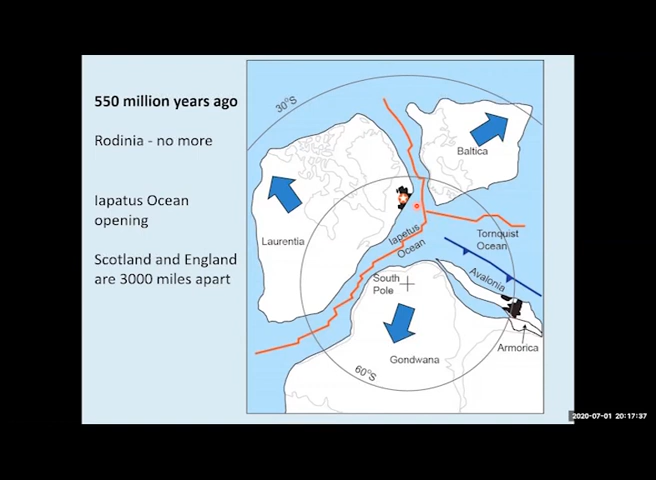 550 million years ago
Rodinia - no more
Iapatus Ocean
opening
Scotland and England
are 3000 miles apart
30°S
Baltica
Laurentia
Iapetus
Ocean
Tornquist
Ocean
South
Pole
Avalonia
Armorica
Gondwana
60°S
2020-07-01 20:17:37